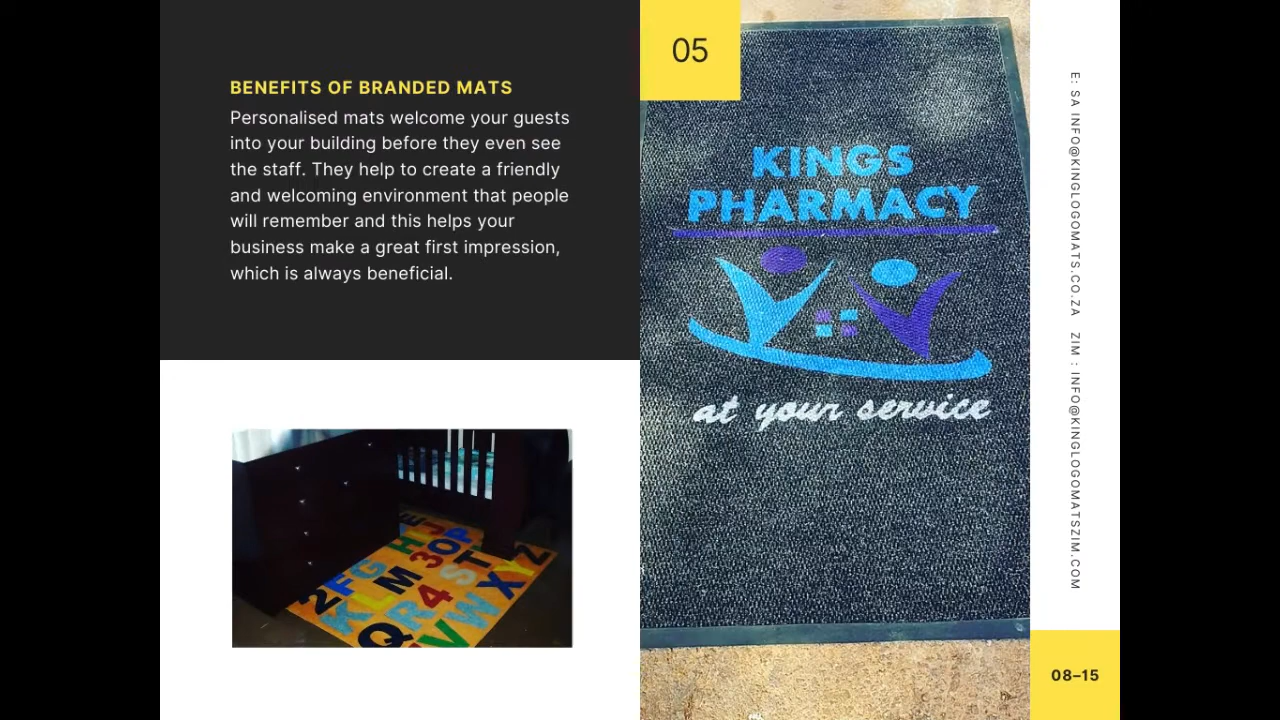 BENEFITS OF BRANDED MATS
Personalised mats welcome your guests
into your building before they even see
the staff. They help to create a friendly
and welcoming environment that people
will remember and this helps your
business make a great first impression,
which is always beneficial.
05
KINGS
PHARMACY
at your service
E: SA INFO@KINGLOGOMATS.CO.ZA ZIM : INFO@KINGLOGOMATSZIM.COM
08–15
E J
H 3 O P
2 F G S T I
K L M 4 X Y Z
Q R V W